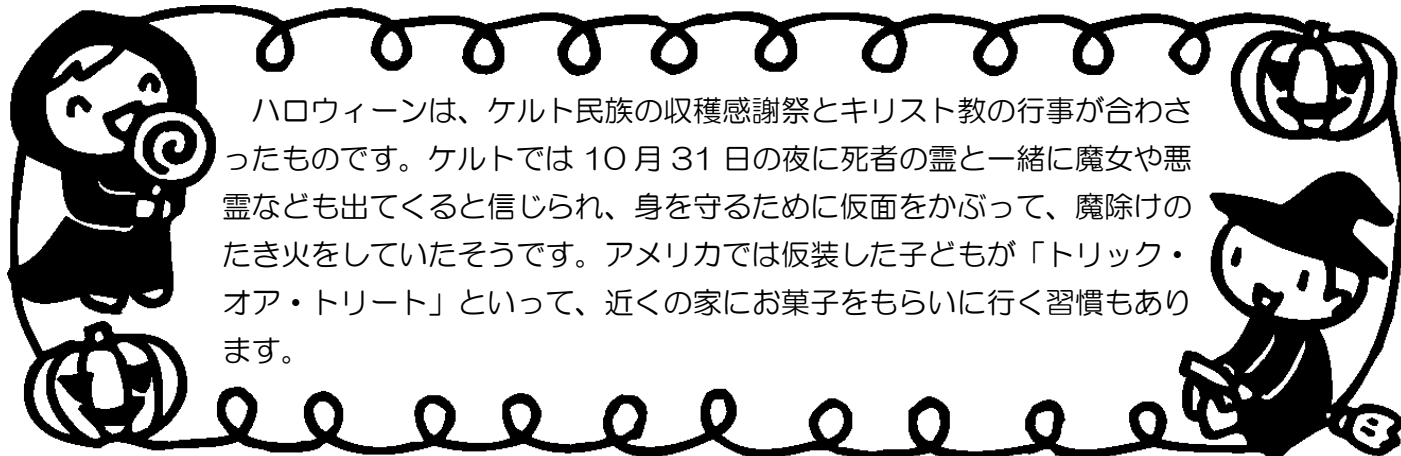 ハロウィーンは、ケルト民族の収穫感謝祭とキリスト教の行事が合わさ
ったものです。ケルトでは 10 月 31 日の夜に死者の霊と一緒に魔女や悪
霊なども出てくると信じられ、身を守るために仮面をかぶって、魔除けの
たき火をしていたそうです。アメリカでは仮装した子どもが「トリック・
オア・トリート」といって、近くの家にお菓子をもらいに行く習慣もあり
ます。